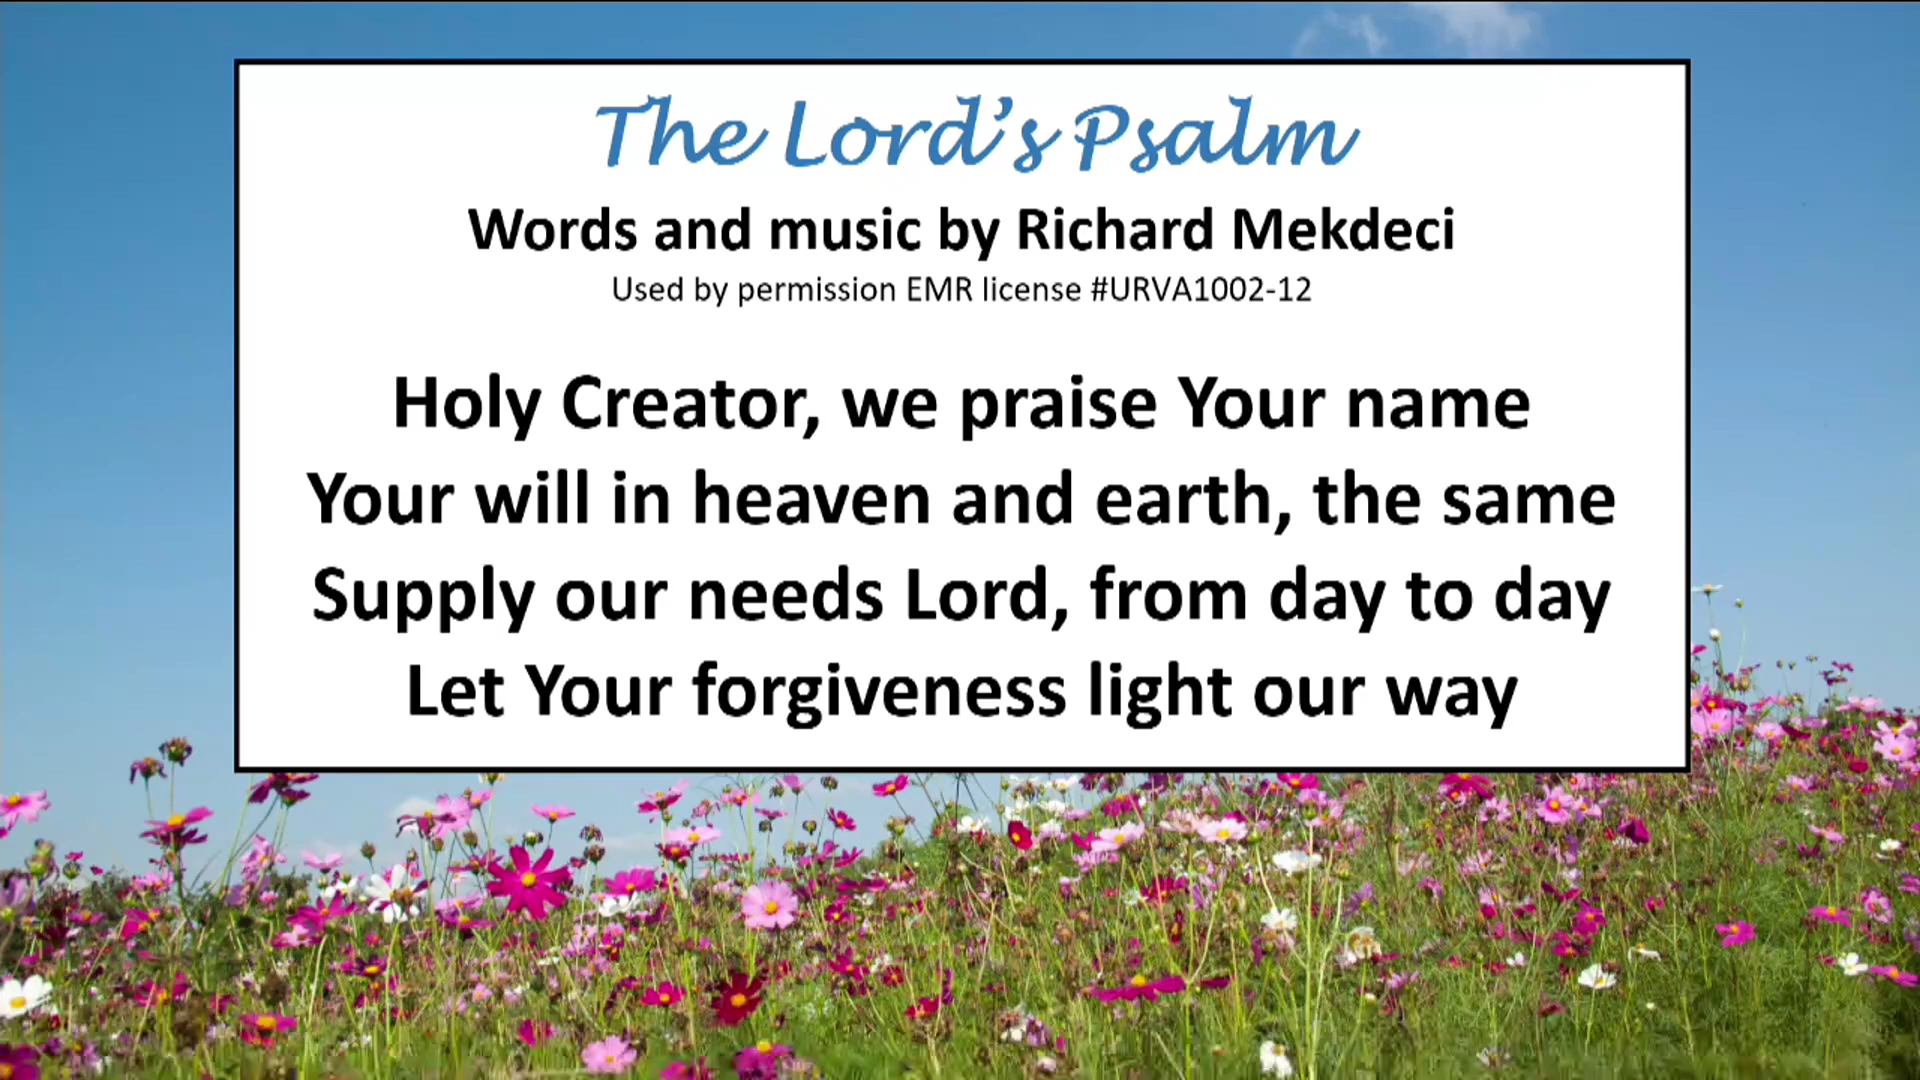 The Lord's Psalm
Words and music by Richard Mekdeci
Used by permission EMR license #URVA1002-12
Holy Creator, we praise Your name
Your will in heaven and earth, the same
Supply our needs Lord, from day to day
Let Your forgiveness light our way